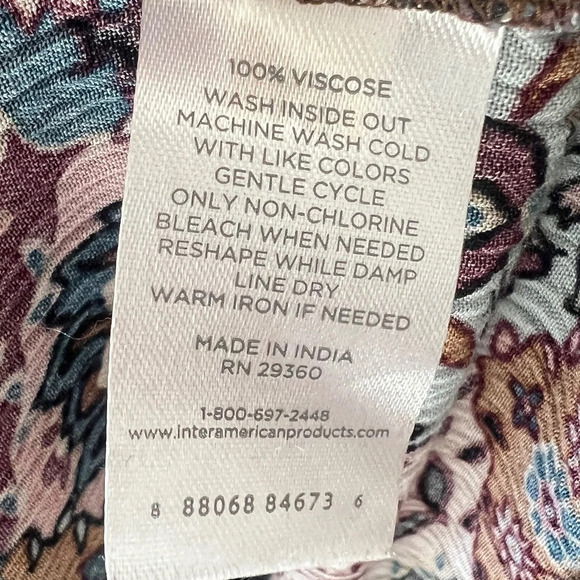 100% VISCOSE
WASH INSIDE OUT
MACHINE WASH COLD
WITH LIKE COLORS
GENTLE CYCLE
ONLY NON-CHLORINE
BLEACH WHEN NEEDED
RESHAPE WHILE DAMP
LINE DRY
WARM IRON IF NEEDED
MADE IN INDIA
RN 29360
1-800-697-2448
www.interamericanproducts.com
8 88068 84673 6